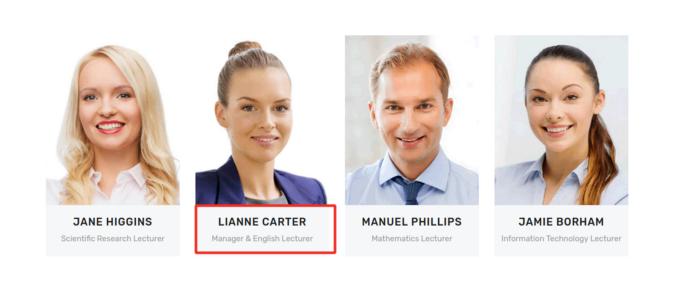 JANE HIGGINS
Scientific Research Lecturer
LIANNE CARTER
Manager & English Lecturer
MANUEL PHILLIPS
Mathematics Lecturer
JAMIE BORHAM
Information Technology Lecturer